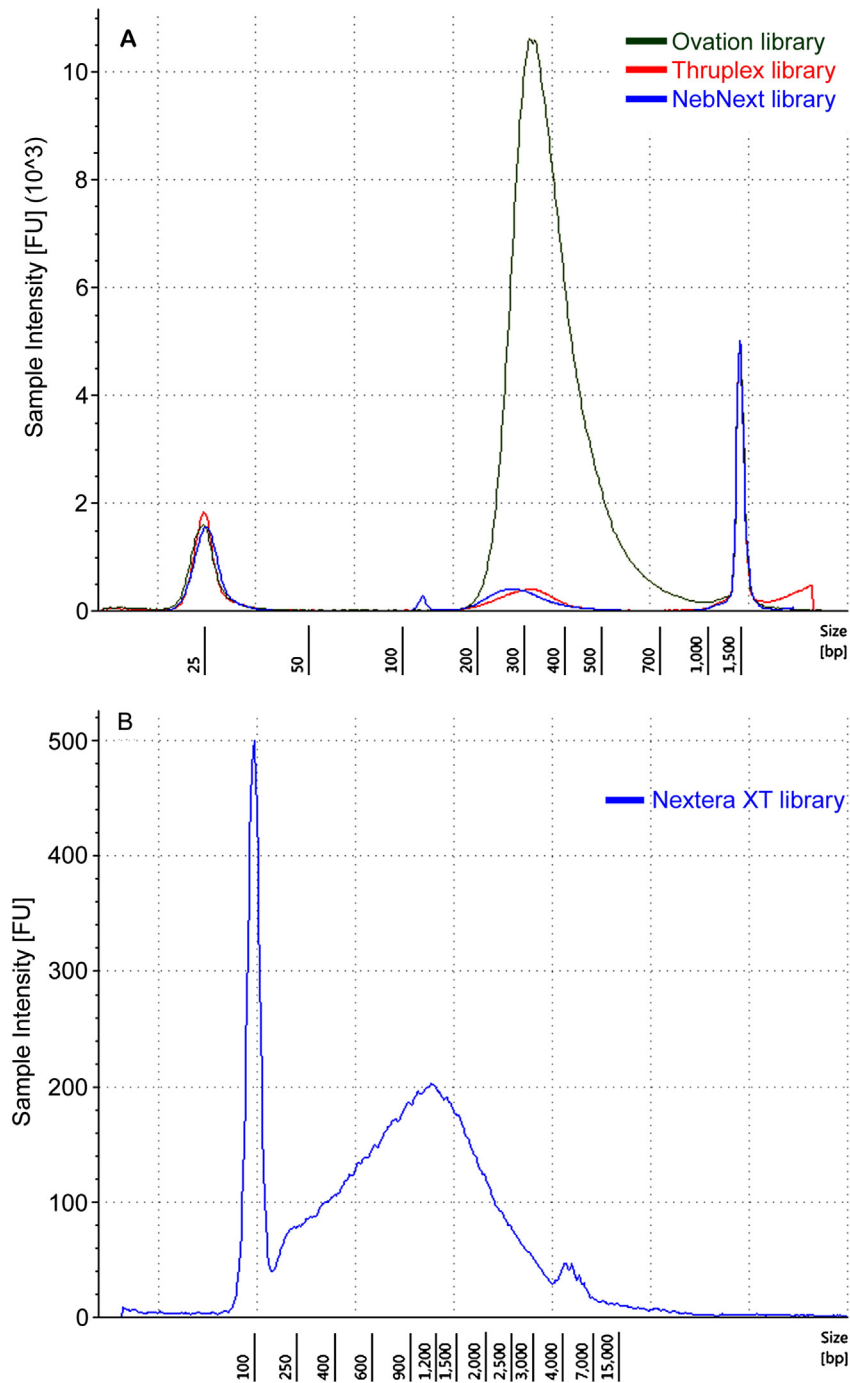 A
Ovation library
Thruplex library
NebNext library
Sample Intensity [FU] (10^3)
10
8
6
4
2
0
25
50
100
200
300
400
500
700
1,000
1,500
Size
[bp]
B
Nextera XT library
Sample Intensity [FU]
500
400
300
200
100
0
100
250
400
600
900
1,200
1,500
2,000
2,500
3,000
4,000
7,000
15,000
Size
[bp]